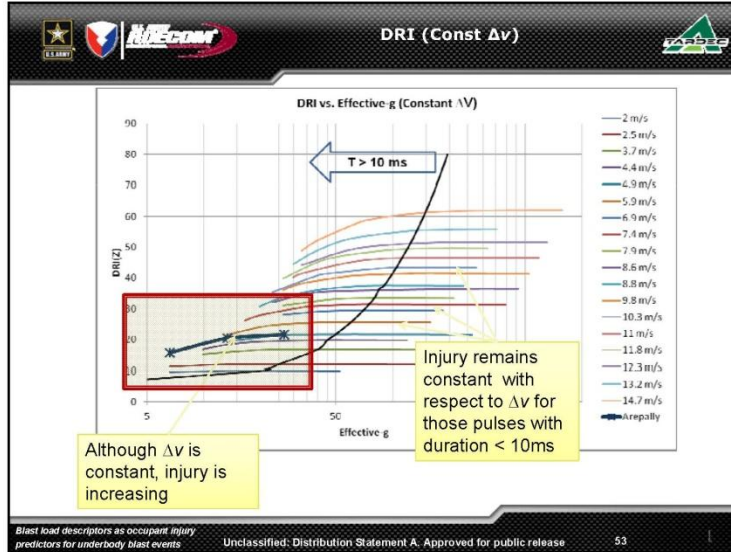 U.S.ARMY
RDECOM
DRI (Const Δv)
TARDEC
DRI vs. Effective-g (Constant ΔV)
90
80
70
60
50
40
30
20
10
0
DRI(Z)
T > 10 ms
5
50
Effective-g
2 m/s
2.5 m/s
3.7 m/s
4.4 m/s
4.9 m/s
5.9 m/s
6.9 m/s
7.4 m/s
7.9 m/s
8.6 m/s
8.8 m/s
9.8 m/s
10.3 m/s
11 m/s
11.8 m/s
12.3 m/s
13.2 m/s
14.7 m/s
Arepally
Injury remains
constant with
respect to Δv for
those pulses with
duration < 10ms
Although Δv is
constant, injury is
increasing
Blast load descriptors as occupant injury
predictors for underbody blast events
Unclassified: Distribution Statement A. Approved for public release
53